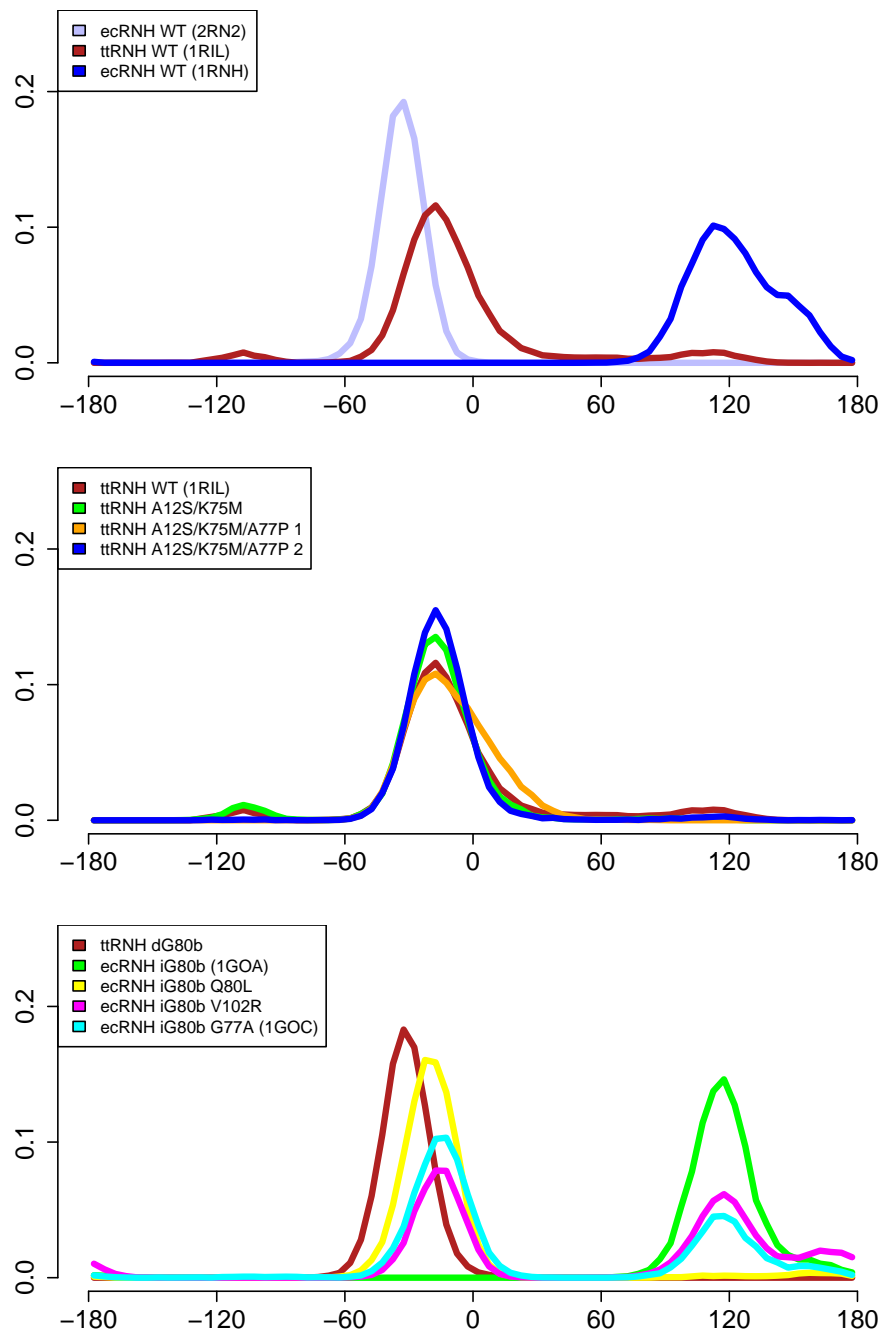 ecRNH WT (2RN2)
ttRNH WT (1RIL)
ecRNH WT (1RNH)
0.2
0.1
0.0
−180 −120 −60 0 60 120 180
ttRNH WT (1RIL)
ttRNH A12S/K75M
ttRNH A12S/K75M/A77P 1
ttRNH A12S/K75M/A77P 2
0.2
0.1
0.0
−180 −120 −60 0 60 120 180
ttRNH dG80b
ecRNH iG80b (1GOA)
ecRNH iG80b Q80L
ecRNH iG80b V102R
ecRNH iG80b G77A (1GOC)
0.2
0.1
0.0
−180 −120 −60 0 60 120 180